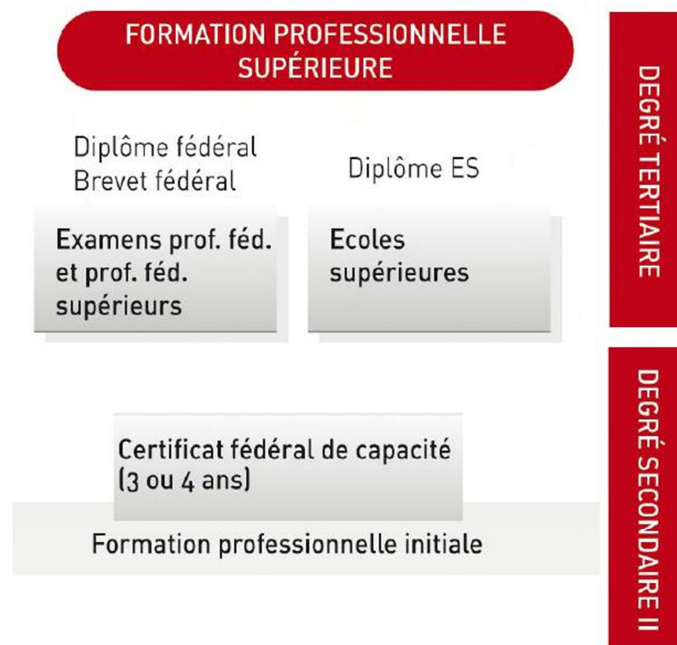 FORMATION PROFESSIONNELLE
SUPÉRIEURE
Diplôme fédéral
Brevet fédéral
Diplôme ES
Examens prof. féd.
et prof. féd.
supérieurs
Ecoles
supérieures
DEGRÉ TERTIAIRE
Certificat fédéral de capacité
(3 ou 4 ans)
Formation professionnelle initiale
DEGRÉ SECONDAIRE II